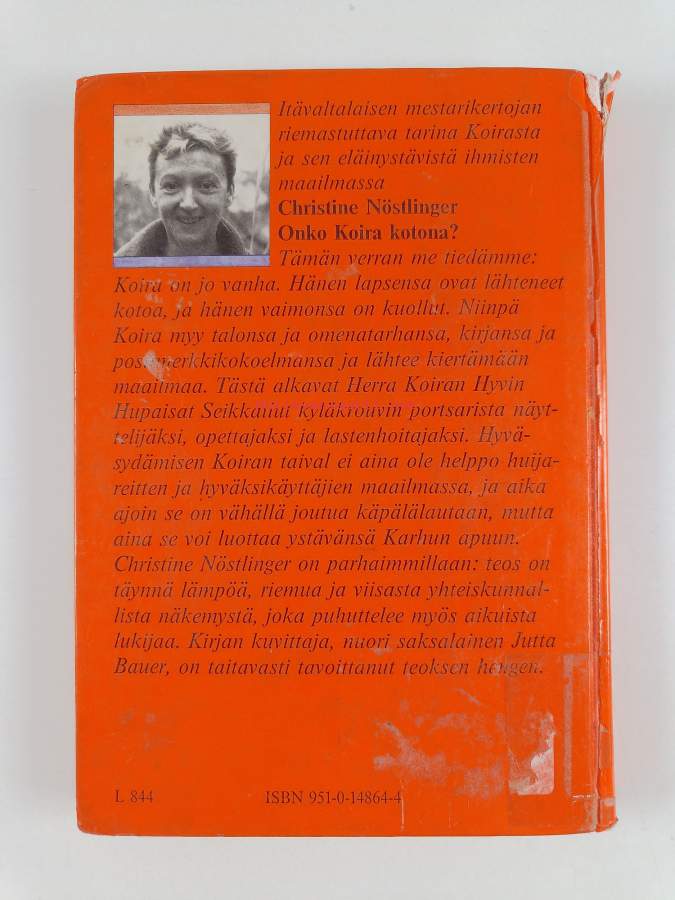 Itävaltalaisen mestarikertojan
riemastuttava tarina Koirasta
ja sen eläinystävistä ihmisten
maailmassa
Christine Nöstlinger
Onko Koira kotona?
Tämän verran me tiedämme:
Koira on jo vanha. Hänen lapsensa ovat lähteneet
kotoa, ja hänen vaimonsa on kuollut. Niinpä
Koira myy talonsa ja omenatarhansa, kirjansa ja
postimerkkikokoelmansa ja lähtee kiertämään
maailmaa. Tästä alkavat Herra Koiran Hyvin
Hupaisat Seikkailut kyläkrouvin portsarista näyt-
telijäksi, opettajaksi ja lastenhoitajaksi. Hyvä-
sydämisen Koiran taival ei aina ole helppo huija-
reitten ja hyväksikäyttäjien maailmassa, ja aika
ajoin se on vähällä joutua käpälälautaan, mutta
aina se voi luottaa ystävänsä Karhun apuun.
Christine Nöstlinger on parhaimmillaan: teos on
täynnä lämpöä, riemua ja viisasta yhteiskunnal-
lista näkemystä, joka puhuttelee myös aikuista
lukijaa. Kirjan kuvittaja, nuori saksalainen Jutta
Bauer, on taitavasti tavoittanut teoksen hengen.
L 844
ISBN 951-0-14864-4